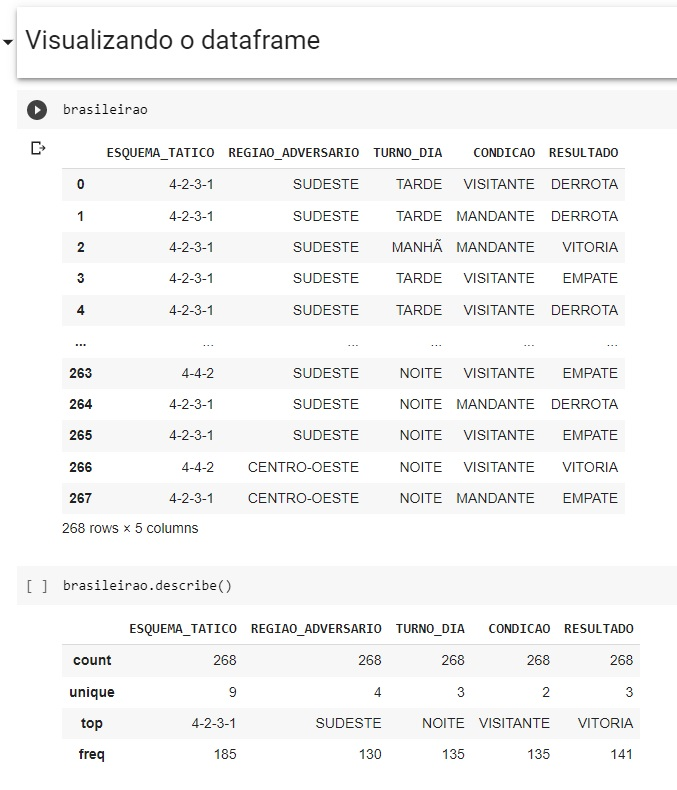 Visualizando o dataframe
brasileirao
ESQUEMA_TATICO REGIAO_ADVERSARIO TURNO_DIA CONDICAO RESULTADO
0 4-2-3-1 SUDESTE TARDE VISITANTE DERROTA
1 4-2-3-1 SUDESTE TARDE MANDANTE DERROTA
2 4-2-3-1 SUDESTE MANHÃ MANDANTE VITORIA
3 4-2-3-1 SUDESTE TARDE VISITANTE EMPATE
4 4-2-3-1 SUDESTE TARDE VISITANTE DERROTA
... ... ... ... ... ...
263 4-4-2 SUDESTE NOITE VISITANTE EMPATE
264 4-2-3-1 SUDESTE NOITE MANDANTE DERROTA
265 4-2-3-1 SUDESTE NOITE VISITANTE EMPATE
266 4-4-2 CENTRO-OESTE NOITE VISITANTE VITORIA
267 4-2-3-1 CENTRO-OESTE NOITE MANDANTE EMPATE
268 rows × 5 columns
[ ] brasileirao.describe()
ESQUEMA_TATICO REGIAO_ADVERSARIO TURNO_DIA CONDICAO RESULTADO
count 268 268 268 268 268
unique 9 4 3 2 3
top 4-2-3-1 SUDESTE NOITE VISITANTE VITORIA
freq 185 130 135 135 141